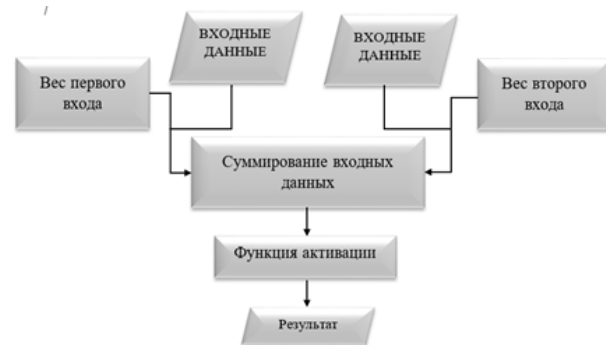 ВХОДНЫЕ
ДАННЫЕ
ВХОДНЫЕ
ДАННЫЕ
Вес первого
входа
Вес второго
входа
Суммирование входных
данных
Функция активации
Результат